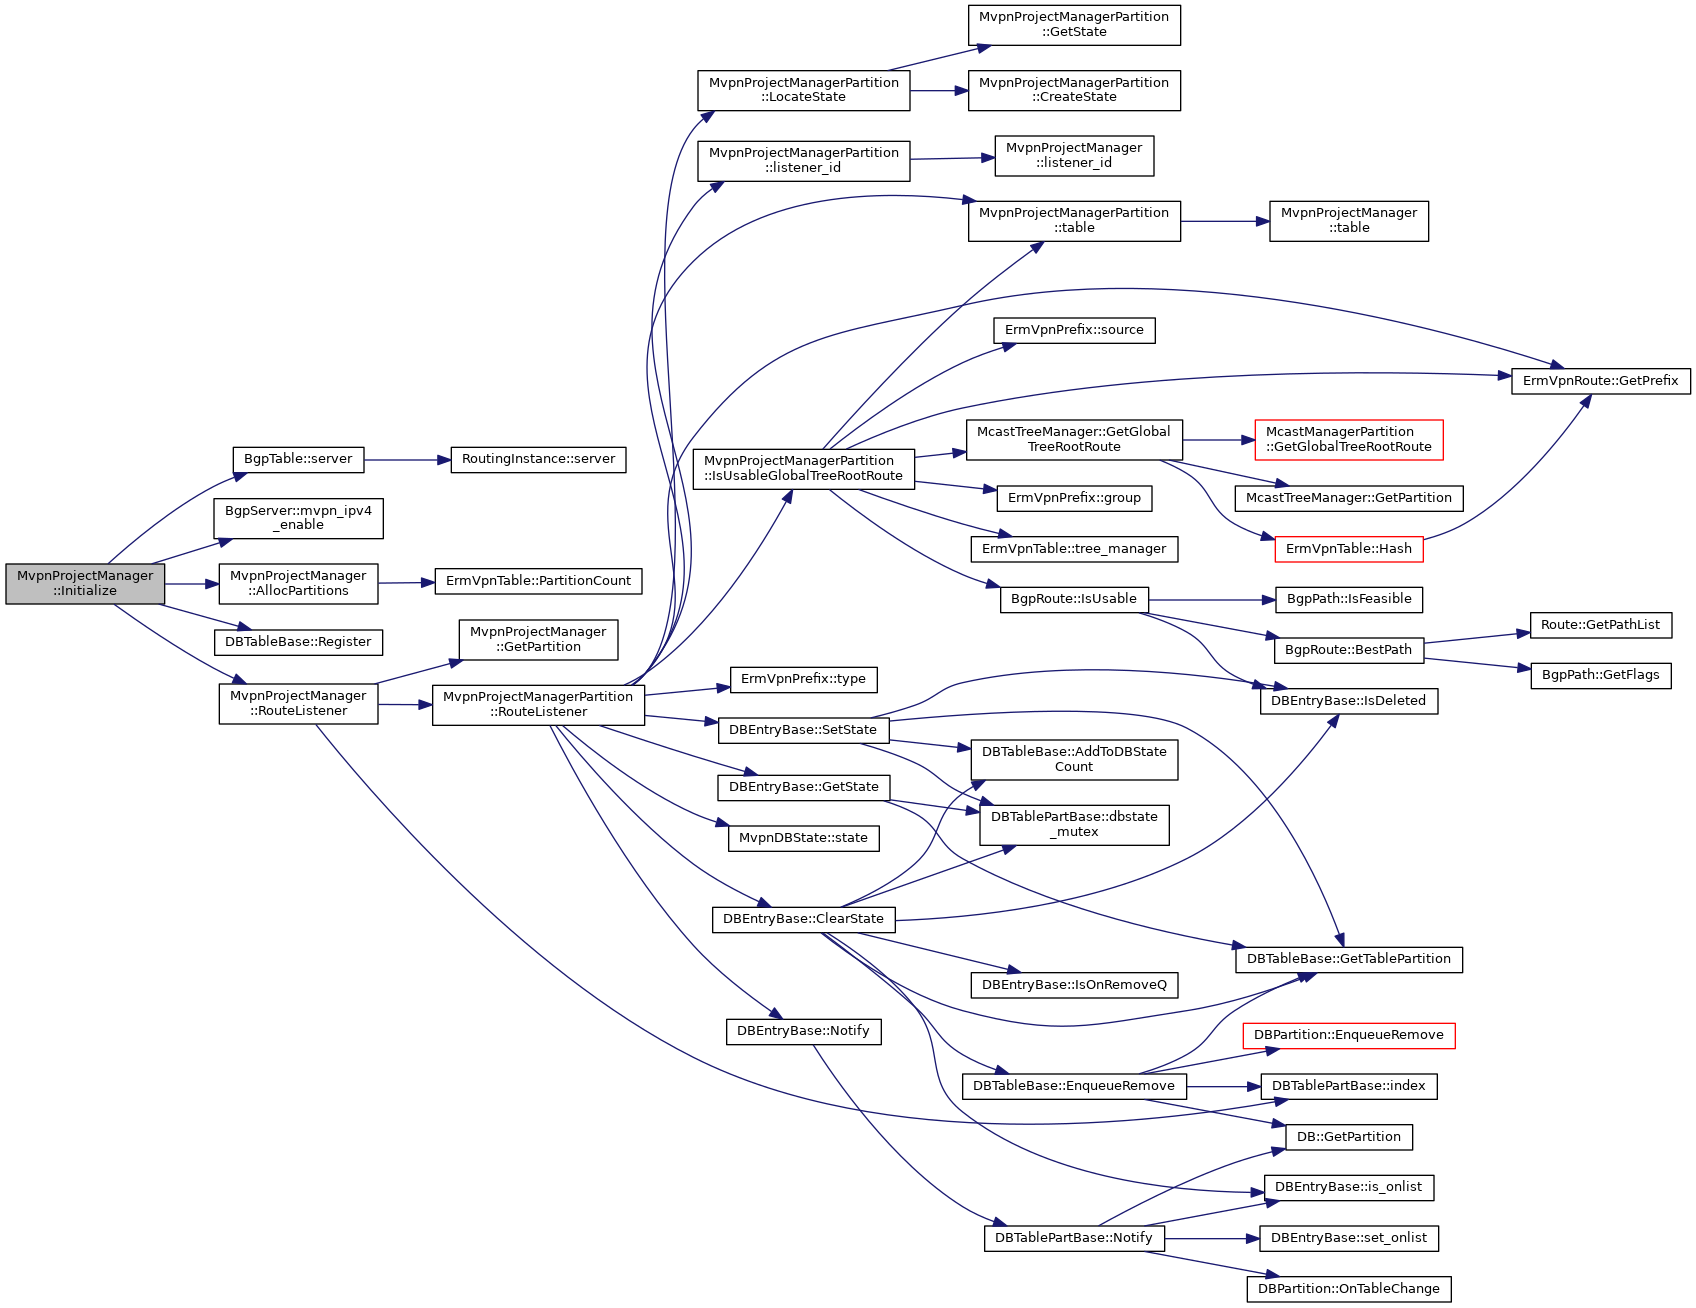 MvpnProjectManager
::Initialize
BgpTable::server
RoutingInstance::server
BgpServer::mvpn_ipv4
_enable
MvpnProjectManager
::AllocPartitions
ErmVpnTable::PartitionCount
DBTableBase::Register
MvpnProjectManager
::RouteListener
MvpnProjectManager
::GetPartition
MvpnProjectManagerPartition
::RouteListener
MvpnProjectManagerPartition
::LocateState
MvpnProjectManagerPartition
::GetState
MvpnProjectManagerPartition
::CreateState
MvpnProjectManagerPartition
::listener_id
MvpnProjectManager
::listener_id
MvpnProjectManagerPartition
::table
MvpnProjectManager
::table
MvpnProjectManagerPartition
::IsUsableGlobalTreeRootRoute
ErmVpnPrefix::source
ErmVpnRoute::GetPrefix
McastTreeManager::GetGlobal
TreeRootRoute
McastManagerPartition
::GetGlobalTreeRootRoute
McastTreeManager::GetPartition
ErmVpnTable::Hash
ErmVpnPrefix::group
ErmVpnTable::tree_manager
BgpRoute::IsUsable
BgpPath::IsFeasible
BgpRoute::BestPath
Route::GetPathList
BgpPath::GetFlags
DBEntryBase::IsDeleted
ErmVpnPrefix::type
DBEntryBase::SetState
DBTableBase::AddToDBState
Count
DBEntryBase::GetState
DBTablePartBase::dbstate
_mutex
MvpnDBState::state
DBEntryBase::ClearState
DBTableBase::GetTablePartition
DBEntryBase::IsOnRemoveQ
DBEntryBase::Notify
DBPartition::EnqueueRemove
DBTableBase::EnqueueRemove
DBTablePartBase::index
DB::GetPartition
DBEntryBase::is_onlist
DBTablePartBase::Notify
DBEntryBase::set_onlist
DBPartition::OnTableChange